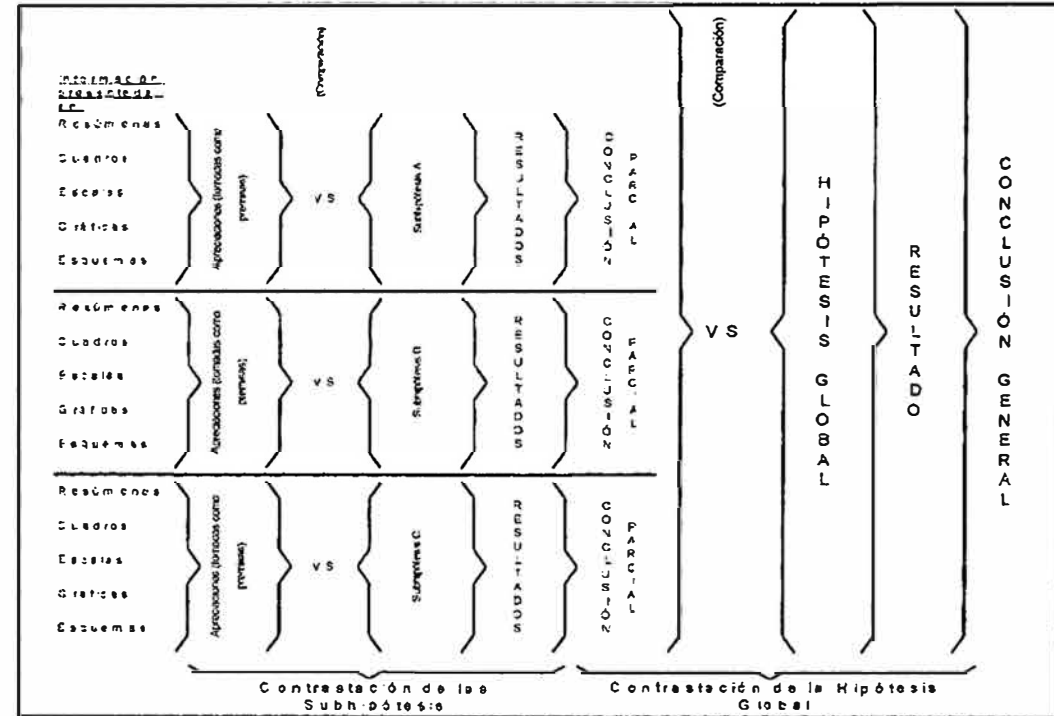 (Comparación)
(Comparación)
Información
presentada
en
Resúmenes
Cuadros
Escalas
Gráficas
Esquemas
Apreciaciones (tomadas como
premisas)
VS
Subhipótesis A
RESULTADOS
CONCLUSIÓN
PARCIAL
Resúmenes
Cuadros
Escalas
Gráficas
Esquemas
Apreciaciones (tomadas como
premisas)
VS
Subhipótesis B
RESULTADOS
CONCLUSIÓN
PARCIAL
Resúmenes
Cuadros
Escalas
Gráficas
Esquemas
Apreciaciones (tomadas como
premisas)
VS
Subhipótesis C
RESULTADOS
CONCLUSIÓN
PARCIAL
VS
HIPÓTESIS GLOBAL
RESULTADO
CONCLUSIÓN GENERAL
Contrastación de las
Subhipótesis
Contrastación de la Hipótesis
Global